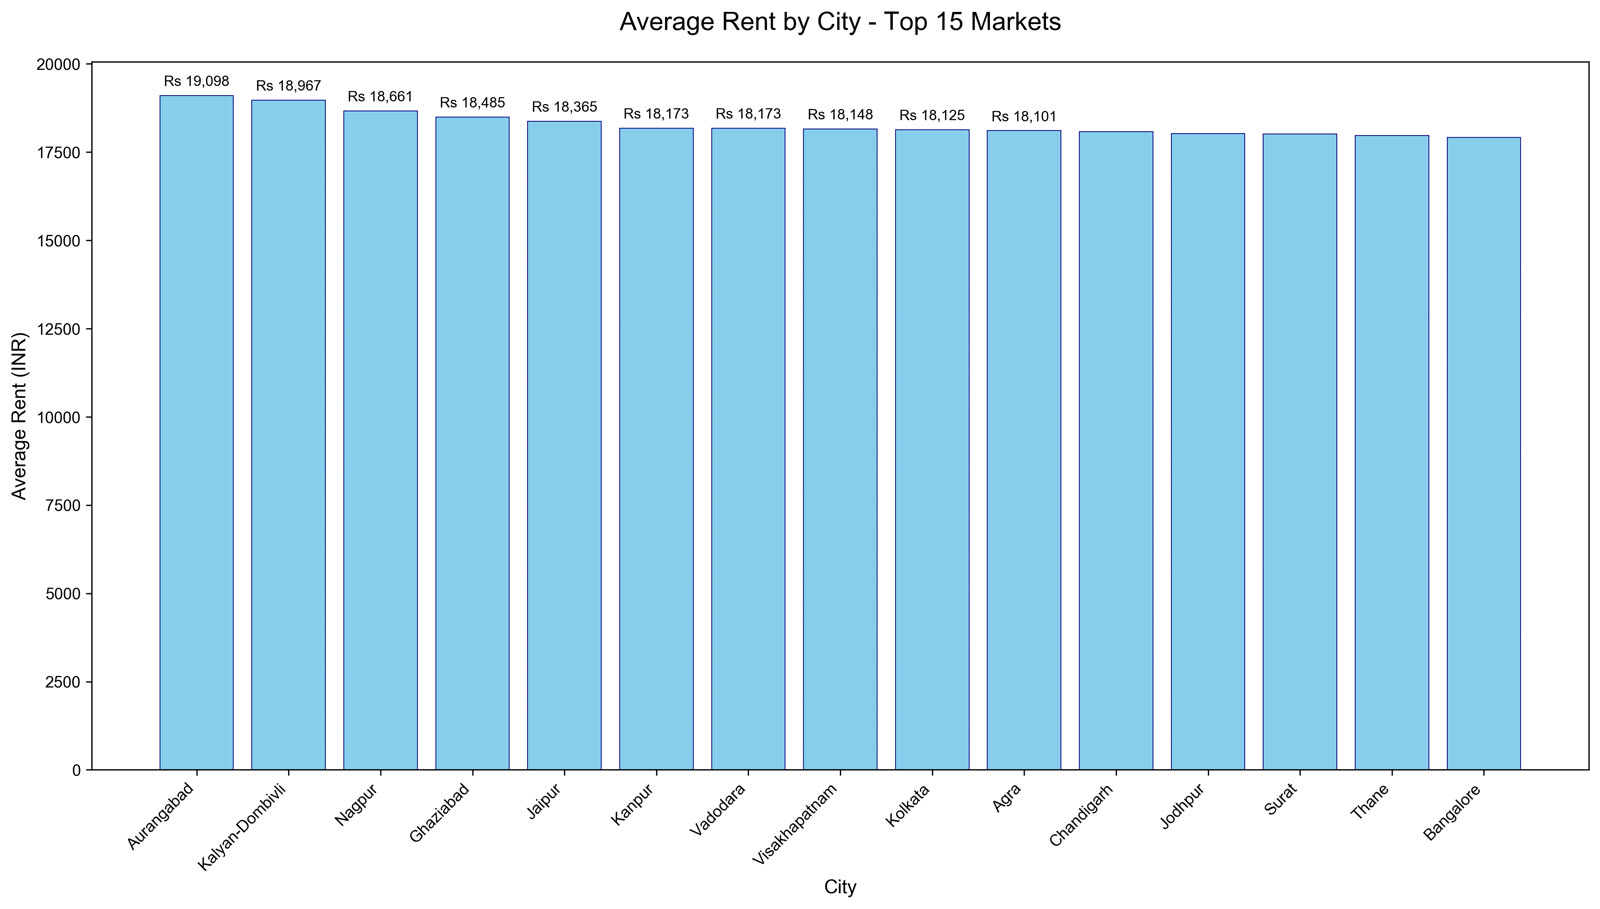 Average Rent by City - Top 15 Markets
Average Rent (INR)
20000
17500
15000
12500
10000
7500
5000
2500
0
Rs 19,098
Rs 18,967
Rs 18,661
Rs 18,485
Rs 18,365
Rs 18,173
Rs 18,173
Rs 18,148
Rs 18,125
Rs 18,101
Aurangabad
Kalyan-Dombivli
Nagpur
Ghaziabad
Jaipur
Kanpur
Vadodara
Visakhapatnam
Kolkata
Agra
Chandigarh
Jodhpur
Surat
Thane
Bangalore
City